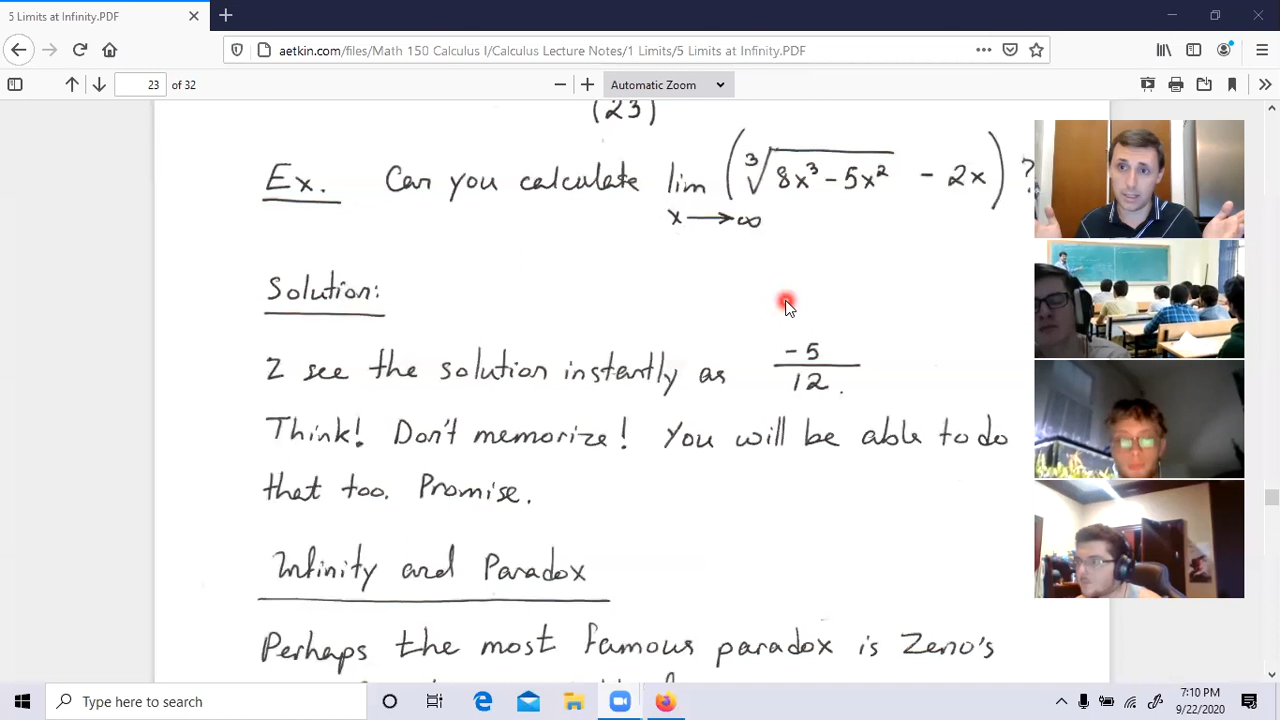 5 Limits at Infinity.PDF
aetkin.com/files/Math 150 Calculus I/Calculus Lecture Notes/1 Limits/5 Limits at Infinity.PDF
23 of 32
Automatic Zoom
(23)
Ex. Can you calculate lim x→∞ (∛(8x³ - 5x²) - 2x) ?
Solution:
I see the solution instantly as -5/12.
Think! Don't memorize! You will be able to do
that too. Promise.
Infinity and Paradox
Perhaps the most famous paradox is Zeno's
Type here to search
7:10 PM
9/22/2020